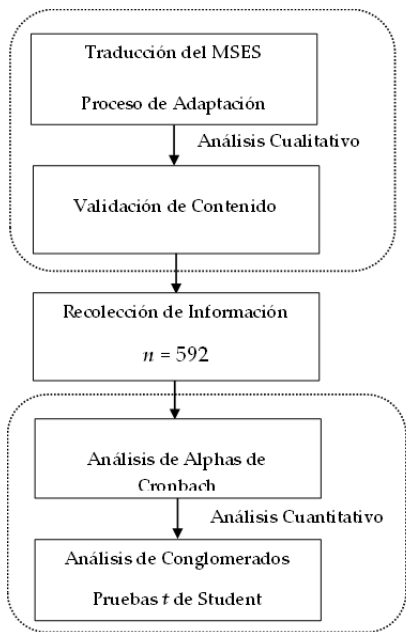 Traducción del MSES
Proceso de Adaptación
Análisis Cualitativo
Validación de Contenido
Recolección de Información
n = 592
Análisis de Alphas de
Cronbach
Análisis Cuantitativo
Análisis de Conglomerados
Pruebas t de Student